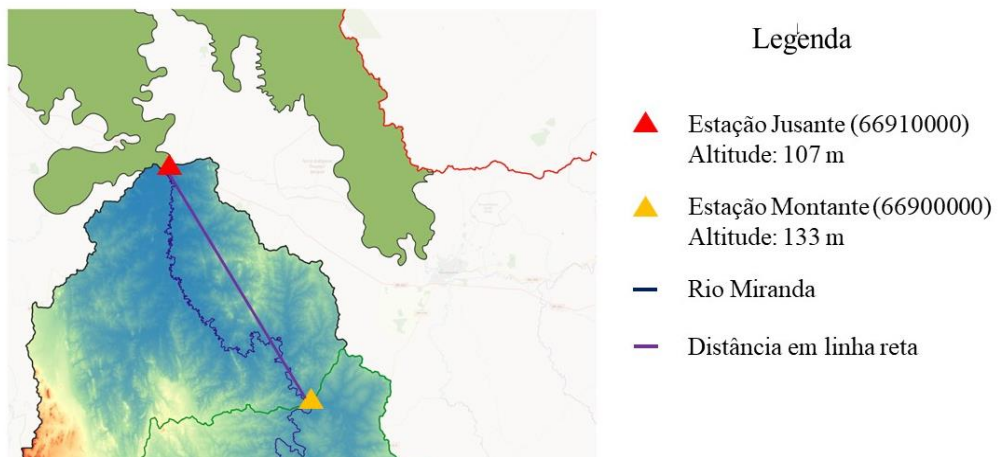 Legenda
Estação Jusante (66910000)
Altitude: 107 m
Estação Montante (66900000)
Altitude: 133 m
Rio Miranda
Distância em linha reta